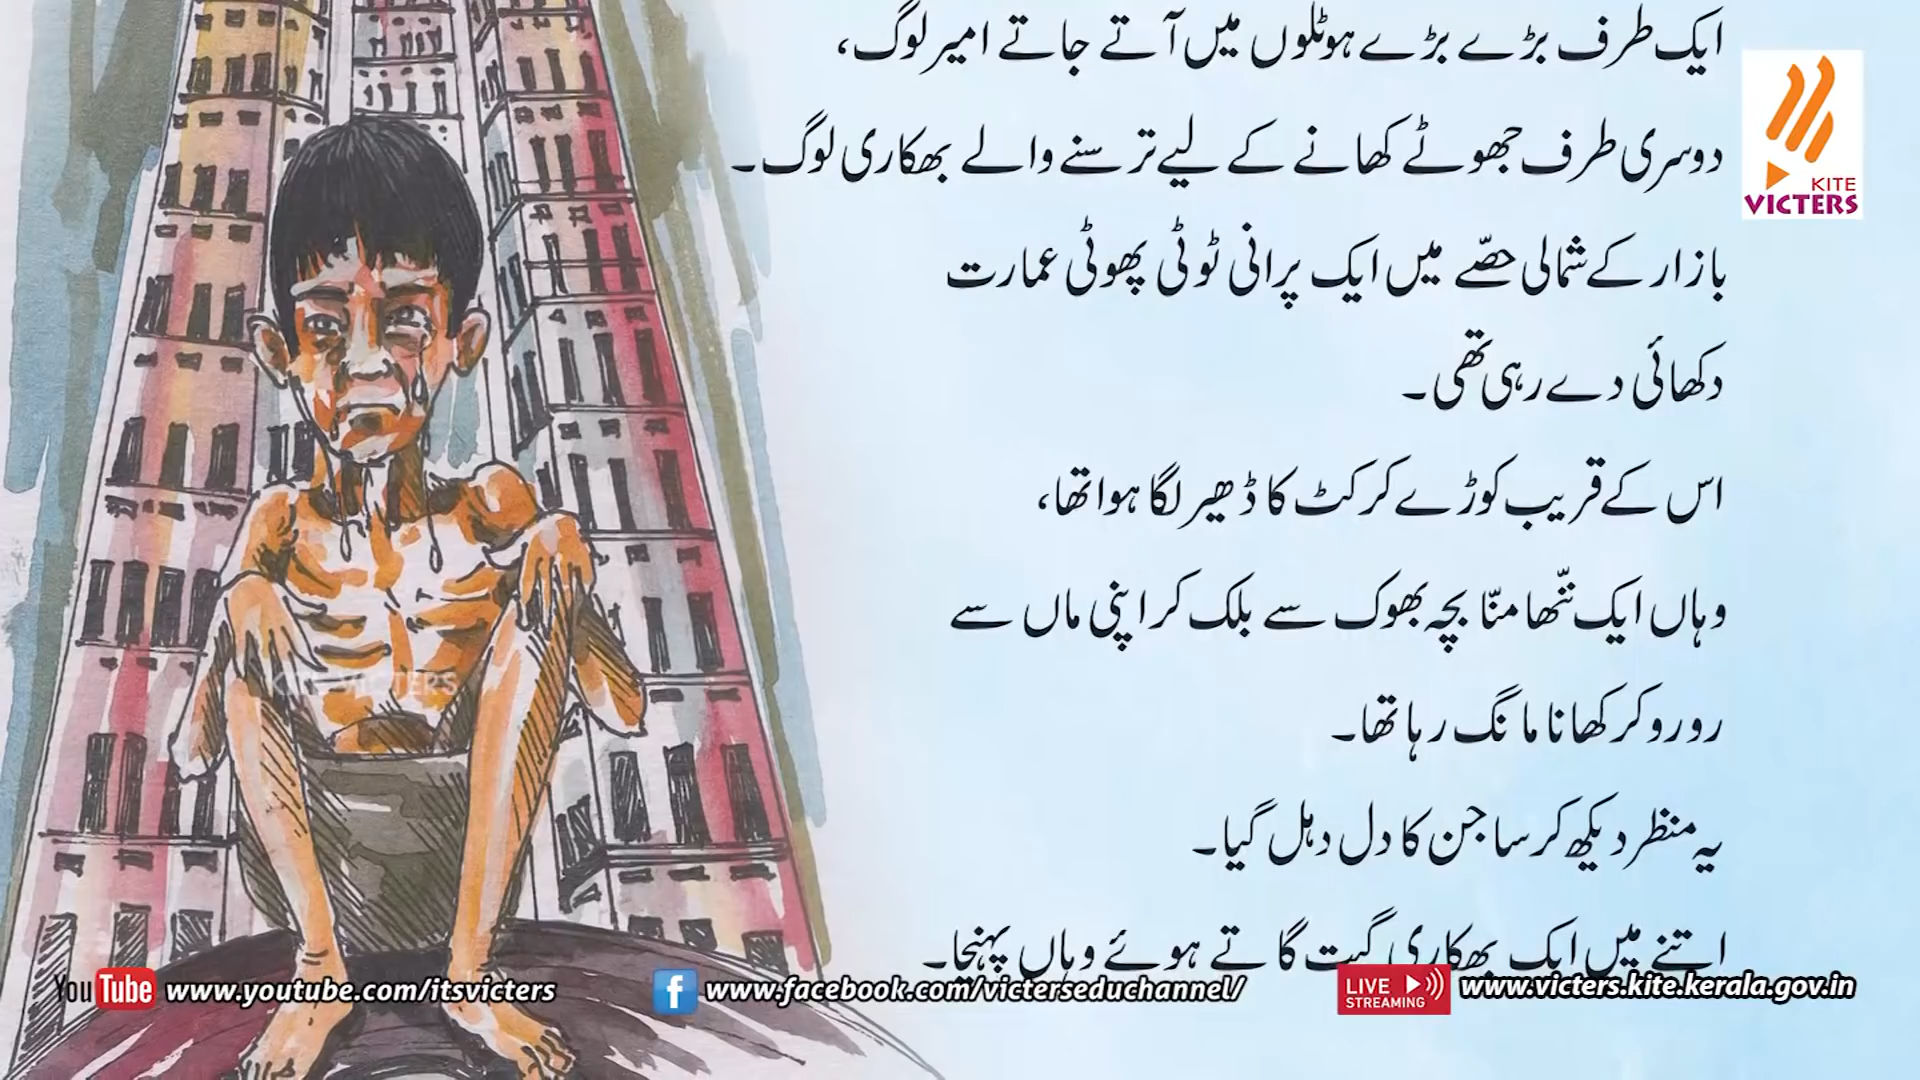 ایک طرف بڑے بڑے ہوٹلوں میں آتے جاتے امیر لوگ،
دوسری طرف جھوٹے کھانے کے لیے ترسنے والے بھکاری لوگ۔
بازار کے شمالی حصّے میں ایک پرانی ٹوٹی پھوٹی عمارت
دکھائی دے رہی تھی۔
اس کے قریب کوڑے کرکٹ کا ڈھیر لگا ہوا تھا،
وہاں ایک ننّھا منّا بچہ بھوک سے بلک کر اپنی ماں سے
رو رو کر کھانا مانگ رہا تھا۔
یہ منظر دیکھ کر ساجن کا دل دہل گیا۔
اتنے میں ایک بھکاری گیت گاتے ہوئے وہاں پہنچا۔
KITE
VICTERS
KITE VICTERS
YouTube www.youtube.com/itsvicters
f www.facebook.com/victerseduchannel/
LIVE STREAMING www.victers.kite.kerala.gov.in